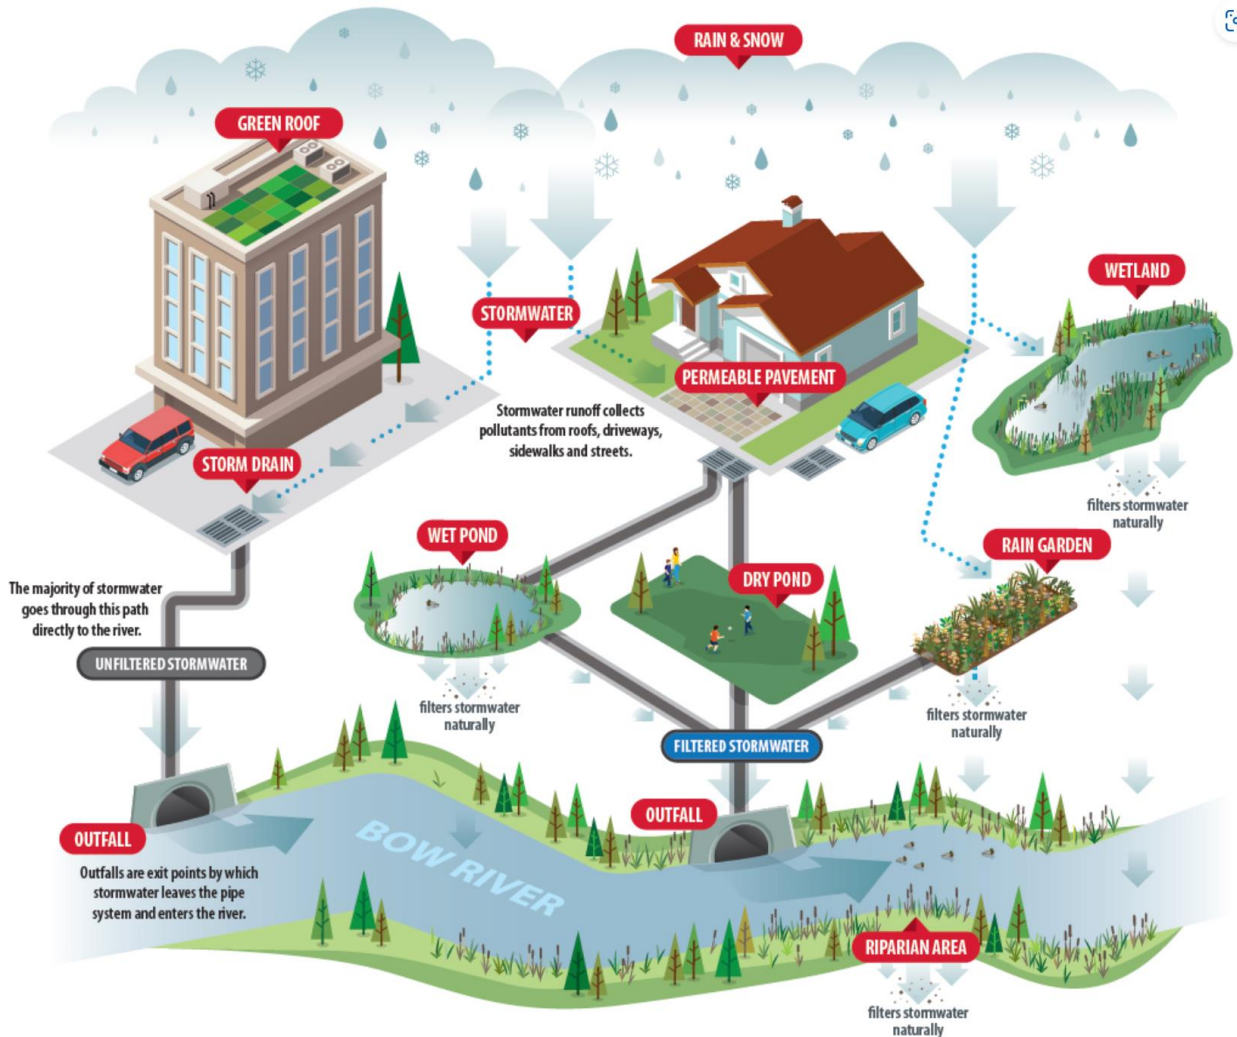 RAIN & SNOW
GREEN ROOF
WETLAND
STORMWATER
PERMEABLE PAVEMENT
Stormwater runoff collects
pollutants from roofs, driveways,
sidewalks and streets.
STORM DRAIN
filters stormwater
naturally
WET POND
RAIN GARDEN
DRY POND
The majority of stormwater
goes through this path
directly to the river.
UNFILTERED STORMWATER
filters stormwater
naturally
filters stormwater
naturally
FILTERED STORMWATER
OUTFALL
OUTFALL
BOW RIVER
Outfalls are exit points by which
stormwater leaves the pipe
system and enters the river.
RIPARIAN AREA
filters stormwater
naturally